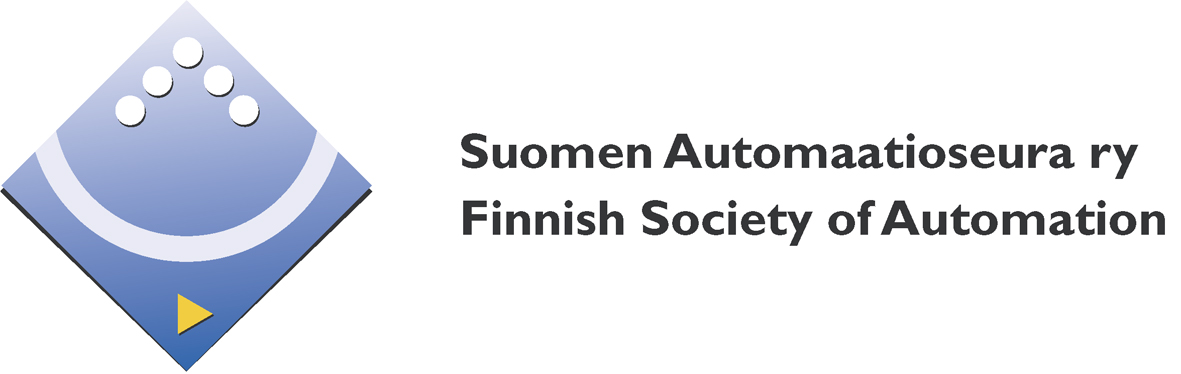 Suomen Automaatioseura ry
Finnish Society of Automation